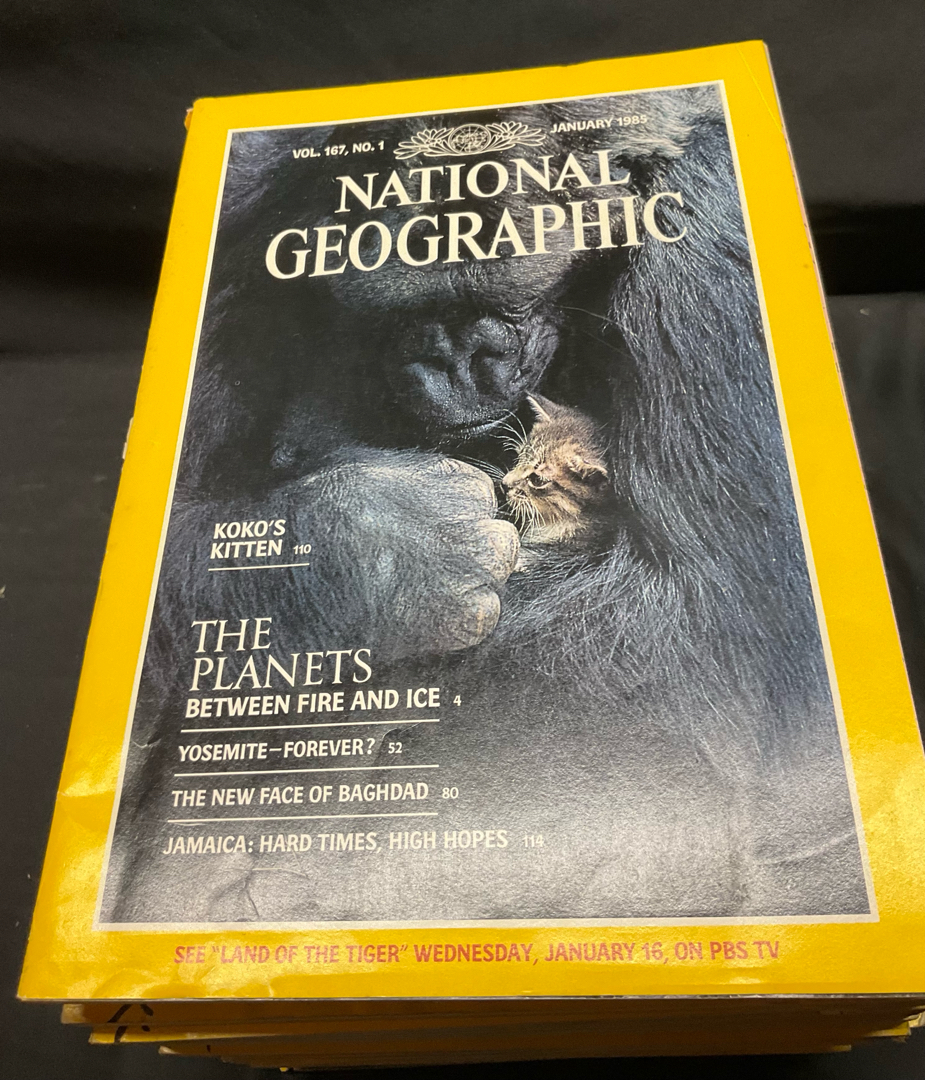 VOL. 167, NO. 1
JANUARY 1985
NATIONAL
GEOGRAPHIC
KOKO'S
KITTEN 110
THE
PLANETS
BETWEEN FIRE AND ICE 4
YOSEMITE—FOREVER? 52
THE NEW FACE OF BAGHDAD 80
JAMAICA: HARD TIMES, HIGH HOPES 114
SEE "LAND OF THE TIGER" WEDNESDAY, JANUARY 16, ON PBS TV